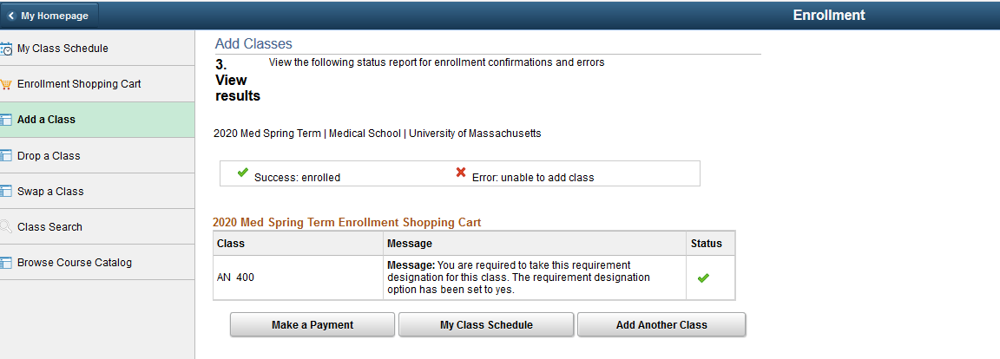 My Homepage
Enrollment
My Class Schedule
Enrollment Shopping Cart
Add a Class
Drop a Class
Swap a Class
Class Search
Browse Course Catalog
Add Classes
3.
View
results
View the following status report for enrollment confirmations and errors
2020 Med Spring Term | Medical School | University of Massachusetts
Success: enrolled
Error: unable to add class
2020 Med Spring Term Enrollment Shopping Cart
Class Message Status
AN 400
Message: You are required to take this requirement
designation for this class. The requirement designation
option has been set to yes.
Make a Payment
My Class Schedule
Add Another Class